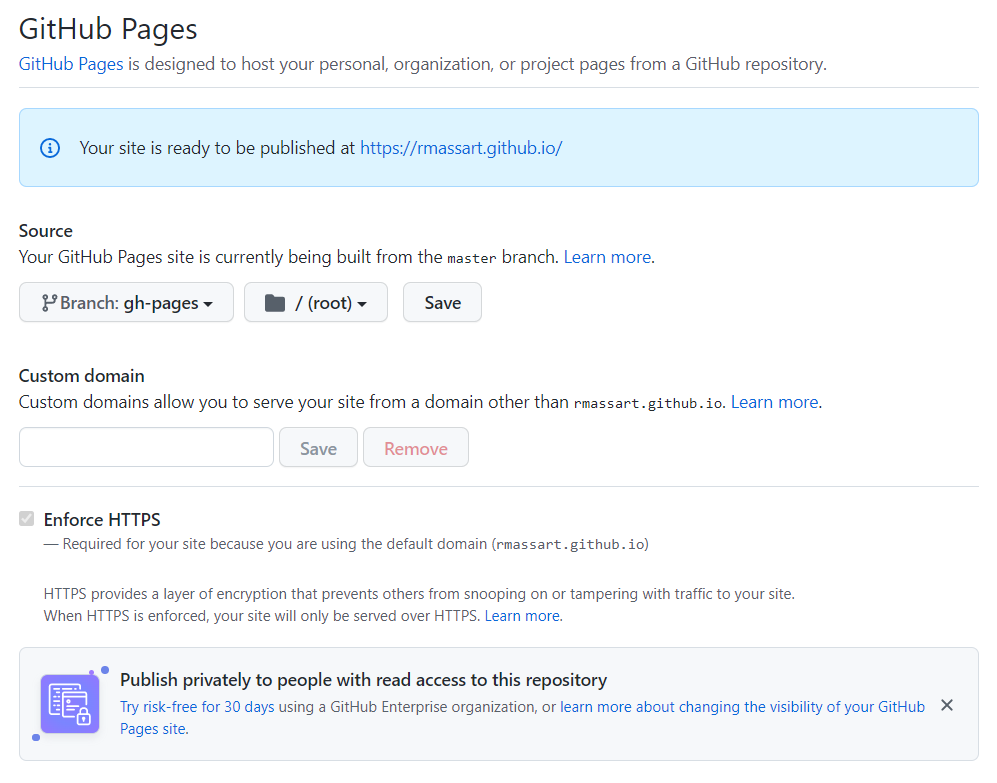 GitHub Pages
GitHub Pages is designed to host your personal, organization, or project pages from a GitHub repository.
Your site is ready to be published at https://rmassart.github.io/
Source
Your GitHub Pages site is currently being built from the master branch. Learn more.
Branch: gh-pages / (root) Save
Custom domain
Custom domains allow you to serve your site from a domain other than rmassart.github.io. Learn more.
Save Remove
Enforce HTTPS
— Required for your site because you are using the default domain (rmassart.github.io)
HTTPS provides a layer of encryption that prevents others from snooping on or tampering with traffic to your site.
When HTTPS is enforced, your site will only be served over HTTPS. Learn more.
Publish privately to people with read access to this repository
Try risk-free for 30 days using a GitHub Enterprise organization, or learn more about changing the visibility of your GitHub
Pages site.